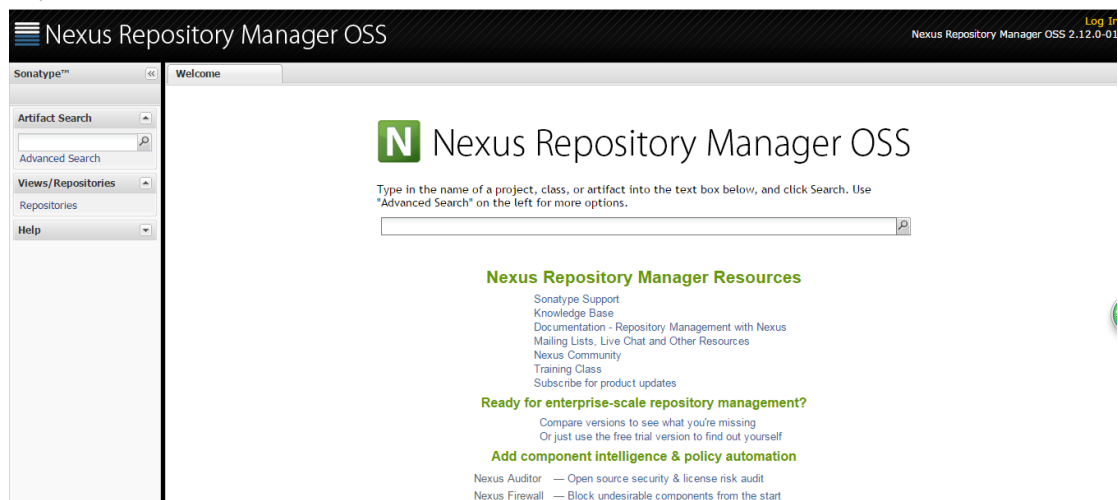 Nexus Repository Manager OSS
Log In
Nexus Repository Manager OSS 2.12.0-01
Sonatype™
Welcome
Artifact Search
Advanced Search
Views/Repositories
Repositories
Help
N Nexus Repository Manager OSS
Type in the name of a project, class, or artifact into the text box below, and click Search. Use
"Advanced Search" on the left for more options.
Nexus Repository Manager Resources
Sonatype Support
Knowledge Base
Documentation - Repository Management with Nexus
Mailing Lists, Live Chat and Other Resources
Nexus Community
Training Class
Subscribe for product updates
Ready for enterprise-scale repository management?
Compare versions to see what you're missing
Or just use the free trial version to find out yourself
Add component intelligence & policy automation
Nexus Auditor — Open source security & license risk audit
Nexus Firewall — Block undesirable components from the start